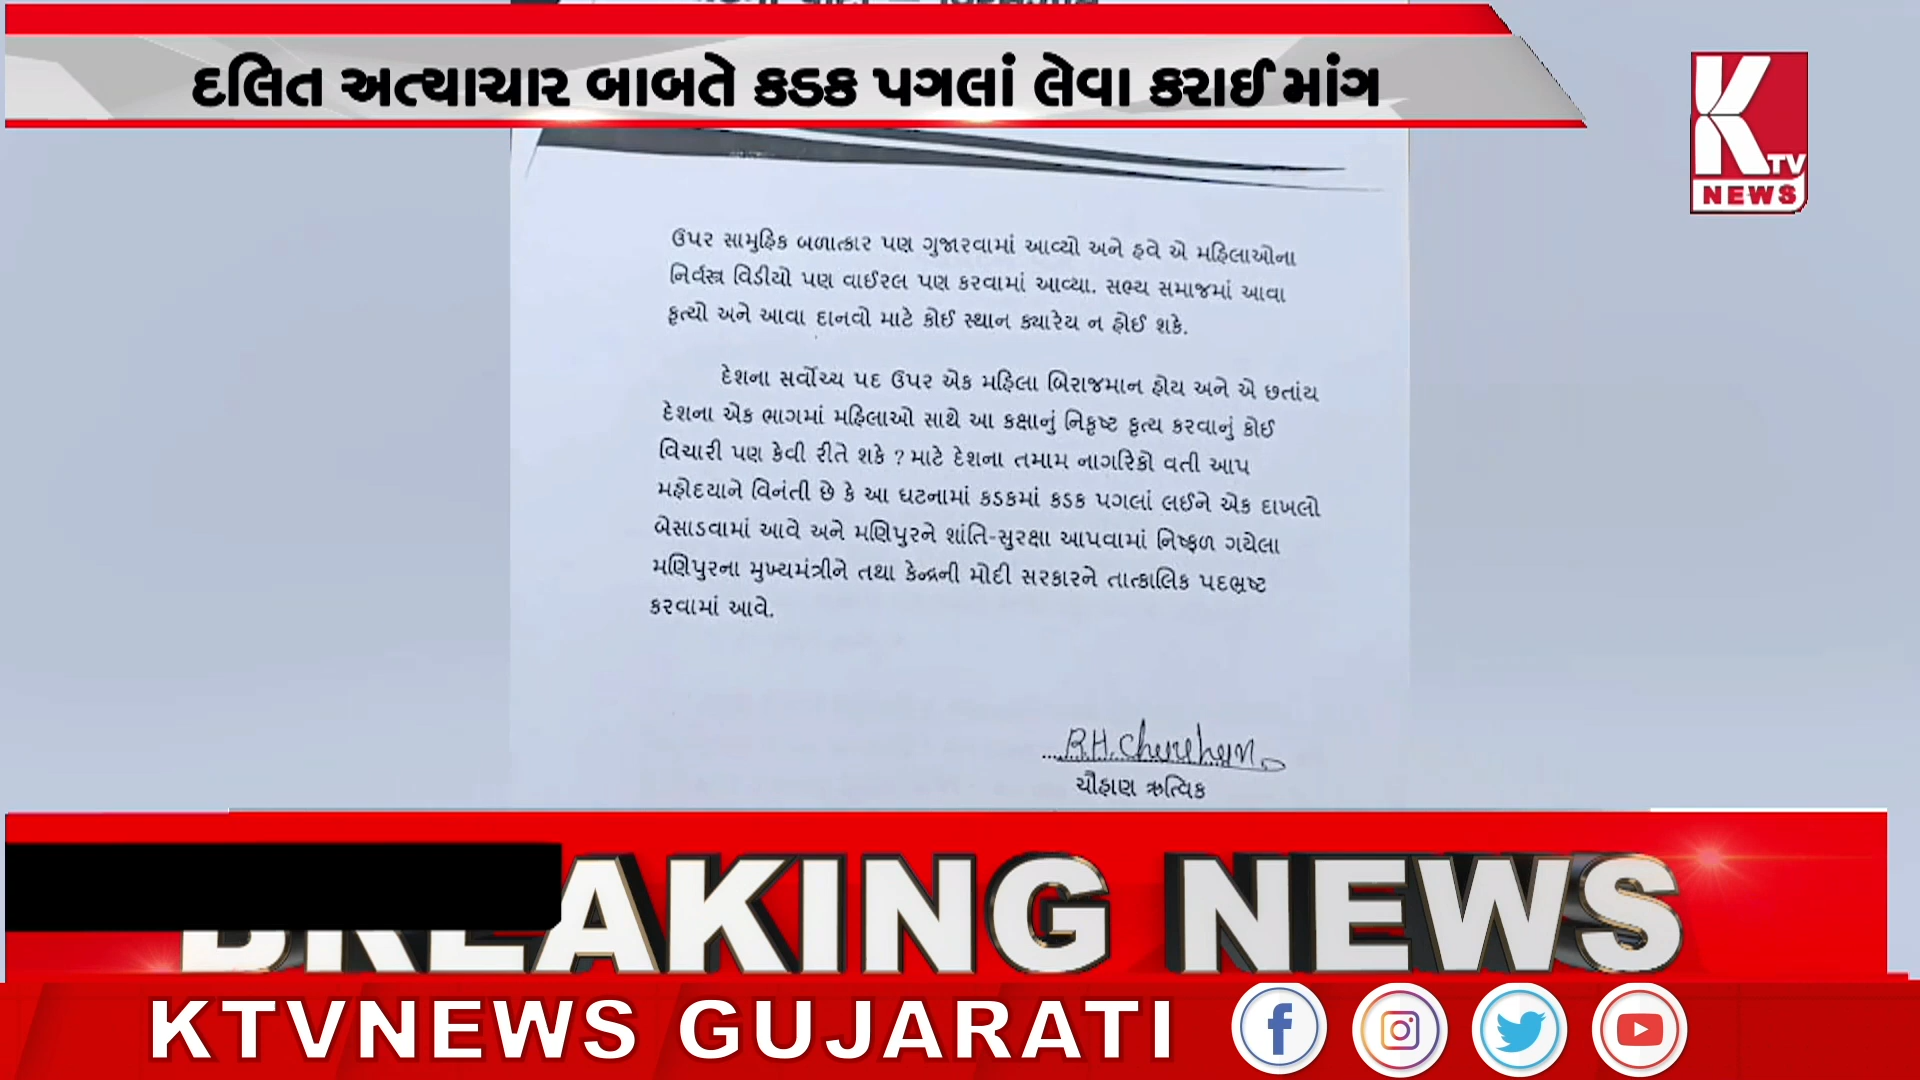 દલિત અત્યાચાર બાબતે કડક પગલાં લેવા કરાઈ માંગ
K TV
NEWS
ઉપર સામુહિક બળાત્કાર પણ ગુજારવામાં આવ્યો અને હવે એ મહિલાઓના
નિર્વસ્ત્ર વિડીયો પણ વાઈરલ પણ કરવામાં આવ્યા. સભ્ય સમાજમાં આવા
કૃત્યો અને આવા દાનવો માટે કોઈ સ્થાન ક્યારેય ન હોઈ શકે.
દેશના સર્વોચ્ચ પદ ઉપર એક મહિલા બિરાજમાન હોય અને એ છતાંય
દેશના એક ભાગમાં મહિલાઓ સાથે આ કક્ષાનું નિકૃષ્ટ કૃત્ય કરવાનું કોઈ
વિચારી પણ કેવી રીતે શકે ? માટે દેશના તમામ નાગરિકો વતી આપ
મહોદયાને વિનંતી છે કે આ ઘટનામાં કડકમાં કડક પગલાં લઈને એક દાખલો
બેસાડવામાં આવે અને મણિપુરને શાંતિ-સુરક્ષા આપવામાં નિષ્ફળ ગયેલા
મણિપુરના મુખ્યમંત્રીને તથા કેન્દ્રની મોદી સરકારને તાત્કાલિક પદભ્રષ્ટ
કરવામાં આવે.
R.H.
ચૌહાણ ઋત્વિક
BREAKING NEWS
KTVNEWS GUJARATI